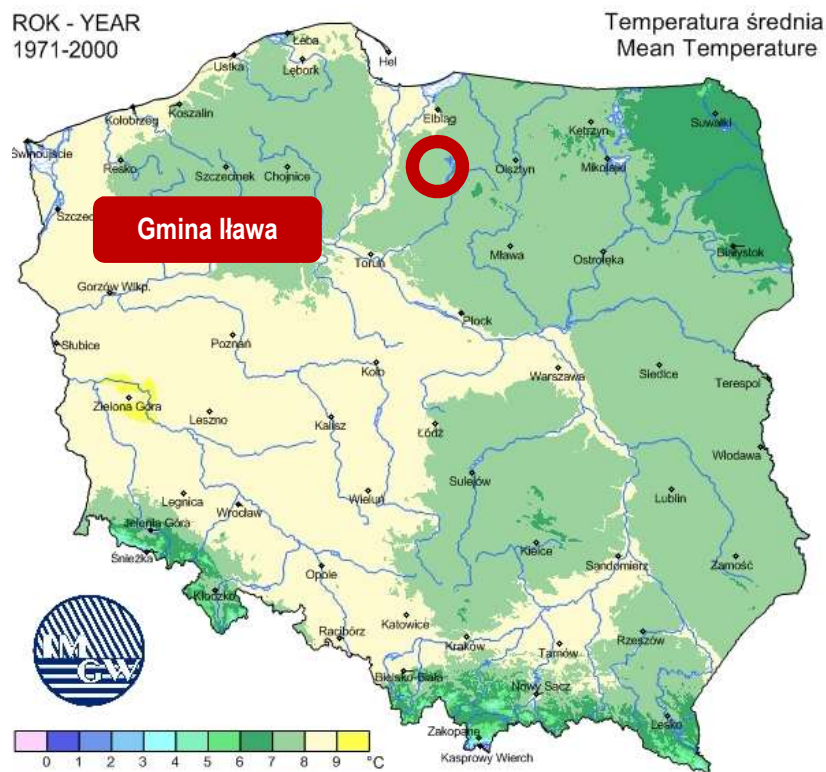 ROK - YEAR
1971-2000
Temperatura średnia
Mean Temperature
Łeba
Ustka
Lębork
Hel
Koszalin
Kołobrzeg
Elbląg
Kętrzyn
Suwałki
Świnoujście
Resko
Szczecinek
Chojnice
Olsztyn
Mikołajki
Szczec
Gmina Iława
Toruń
Mława
Ostrołęka
Białystok
Gorzów Wlkp.
Płock
Słubice
Poznań
Koło
Warszawa
Siedlce
Terespol
Zielona Góra
Leszno
Kalisz
Łódź
Włodawa
Sulejów
Legnica
Wrocław
Wieluń
Lublin
Jelenia Góra
Śnieżka
Opole
Kielce
Sandomierz
Zamość
Kłodzko
Racibórz
Katowice
Kraków
Tarnów
Rzeszów
Bielsko-Biała
Nowy Sącz
Lesko
Zakopane
Kasprowy Wierch
IM
GW
0 1 2 3 4 5 6 7 8 9 °C